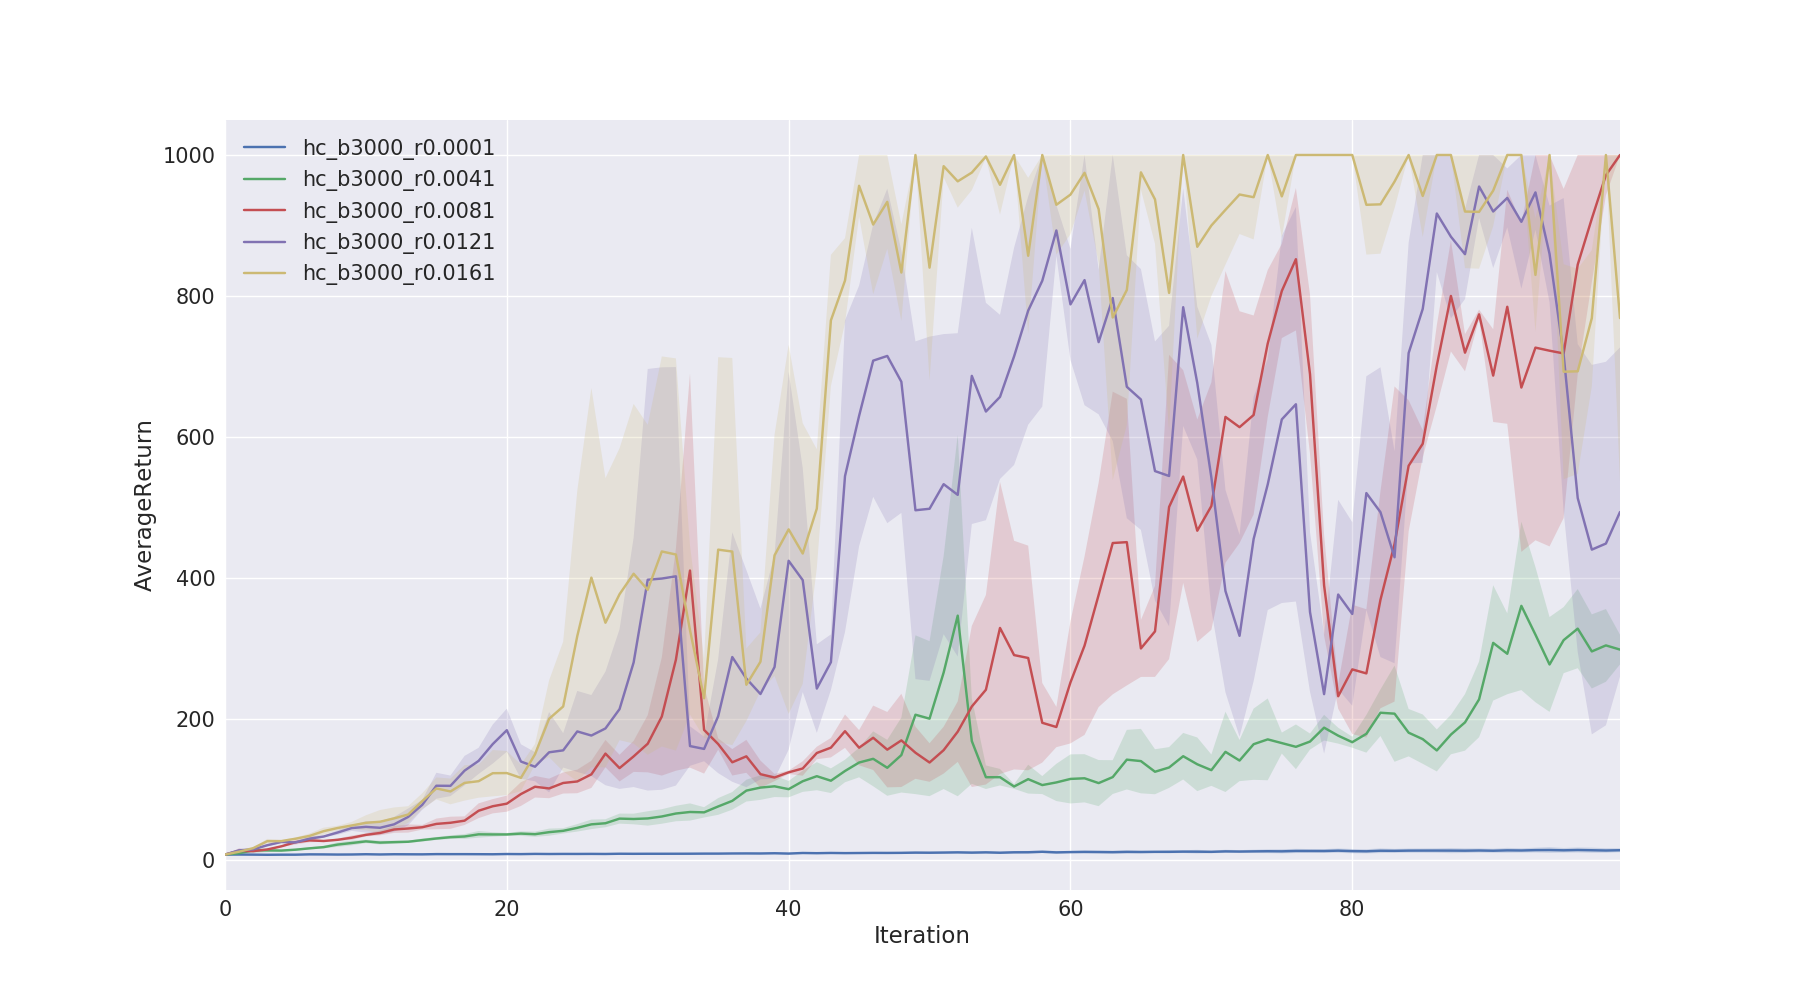 1000
800
600
400
200
0
AverageReturn
hc_b3000_r0.0001
hc_b3000_r0.0041
hc_b3000_r0.0081
hc_b3000_r0.0121
hc_b3000_r0.0161
0 20 40 60 80
Iteration